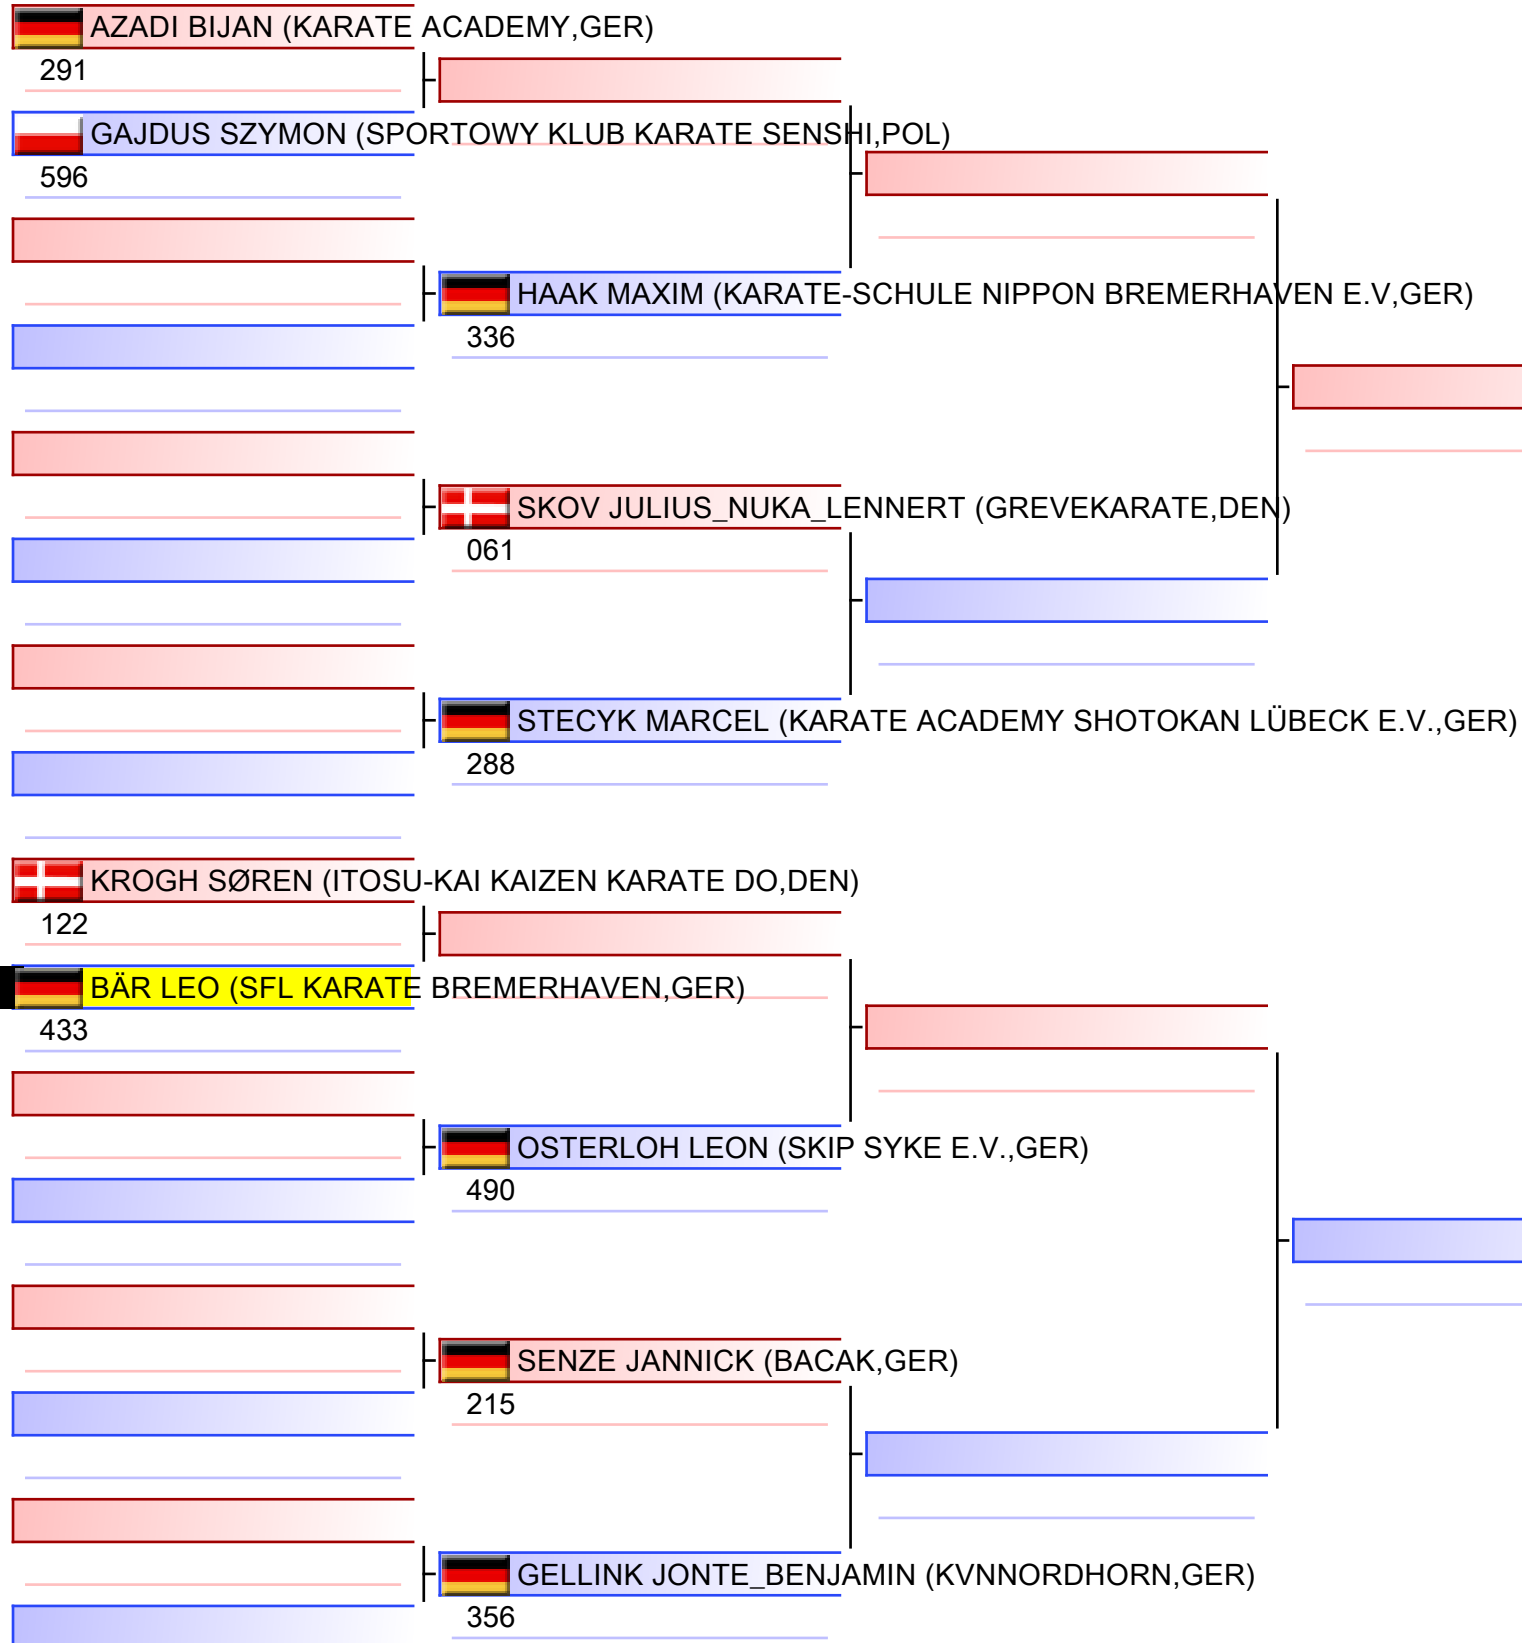 AZADI BIJAN (KARATE ACADEMY,GER)
291
GAJDUS SZYMON (SPORTOWY KLUB KARATE SENSHI,POL)
596
HAAK MAXIM (KARATE-SCHULE NIPPON BREMERHAVEN E.V,GER)
336
SKOV JULIUS_NUKA_LENNERT (GREVEKARATE,DEN)
061
STECYK MARCEL (KARATE ACADEMY SHOTOKAN LÜBECK E.V.,GER)
288
KROGH SØREN (ITOSU-KAI KAIZEN KARATE DO,DEN)
122
BÄR LEO (SFL KARATE BREMERHAVEN,GER)
433
OSTERLOH LEON (SKIP SYKE E.V.,GER)
490
SENZE JANNICK (BACAK,GER)
215
GELLINK JONTE_BENJAMIN (KVNNORDHORN,GER)
356